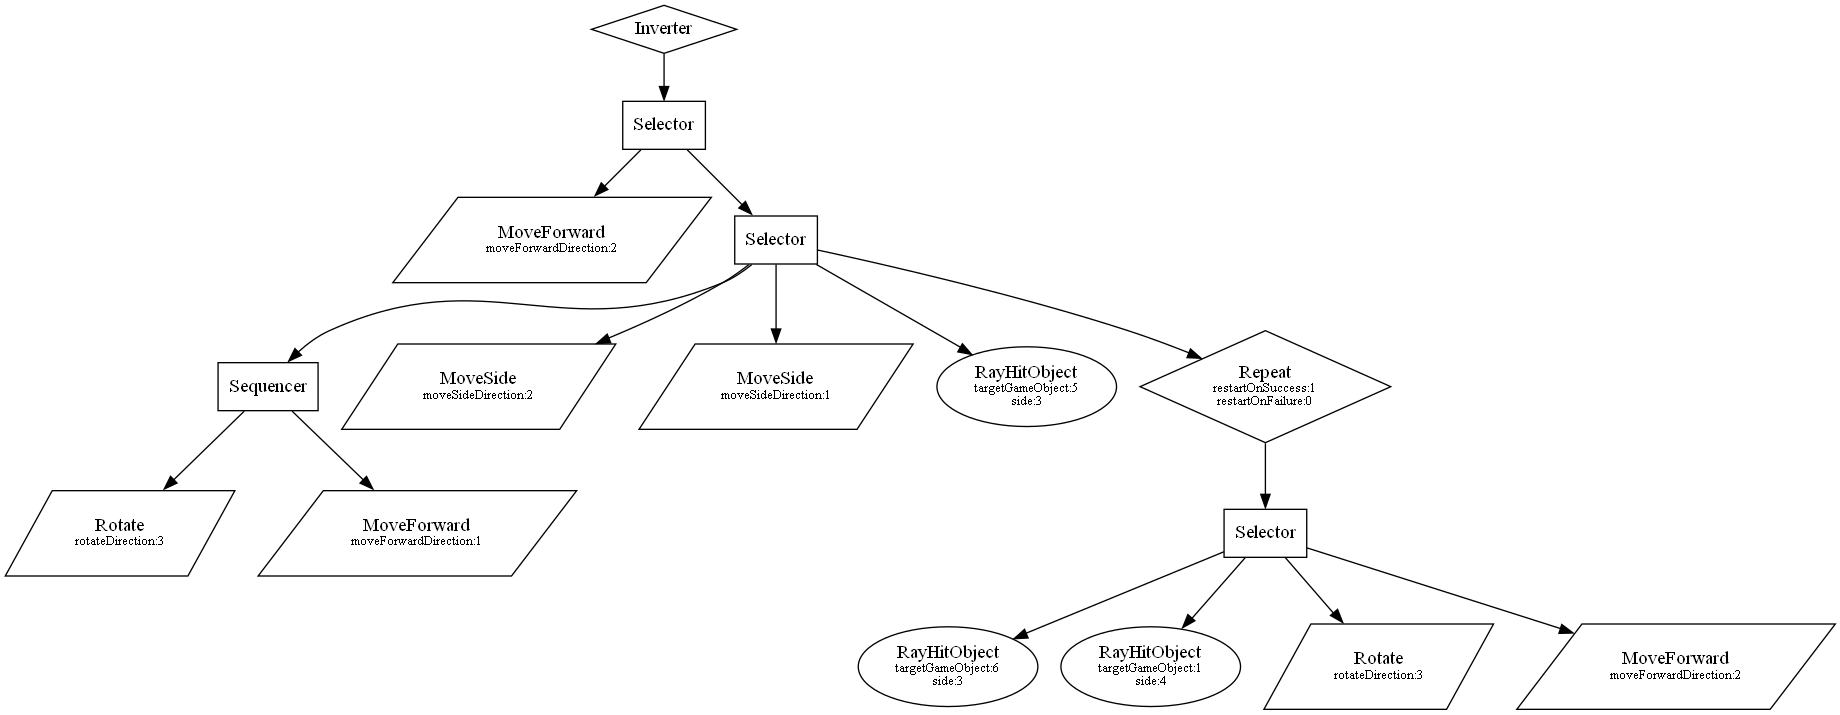 Inverter
Selector
MoveForward
moveForwardDirection:2
Selector
Sequencer
MoveSide
moveSideDirection:2
MoveSide
moveSideDirection:1
RayHitObject
targetGameObject:5
side:3
Repeat
restartOnSuccess:1
restartOnFailure:0
Rotate
rotateDirection:3
MoveForward
moveForwardDirection:1
Selector
RayHitObject
targetGameObject:6
side:3
RayHitObject
targetGameObject:1
side:4
Rotate
rotateDirection:3
MoveForward
moveForwardDirection:2